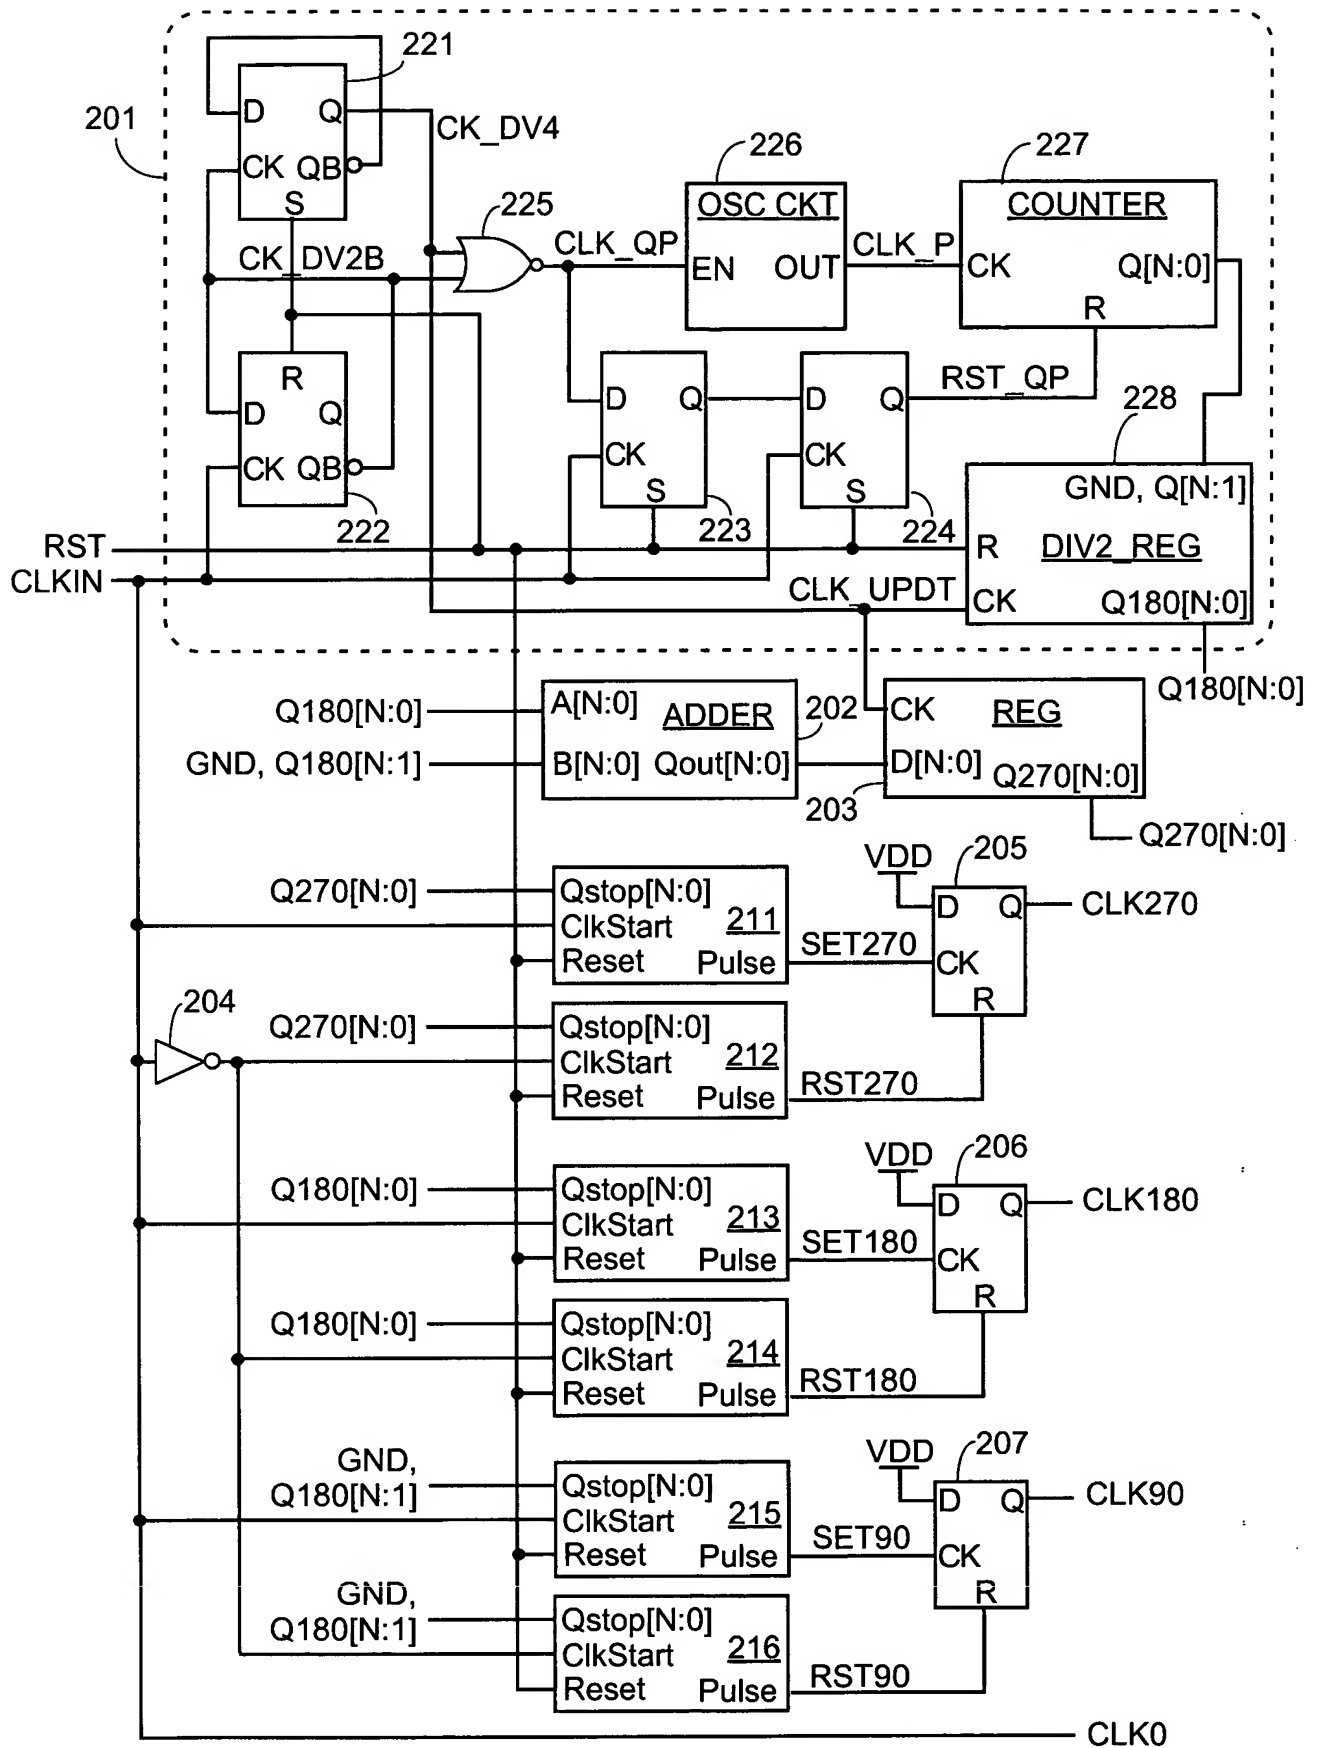 221
201
D
Q
CK_DV4
CK
QB
S
226
227
225
OSC CKT
COUNTER
CK_DV2B
CLK_QP
CLK_P
EN
OUT
CK
Q[N:0]
R
R
RST_QP
228
D
Q
D
Q
D
Q
CK
QB
CK
CK
GND, Q[N:1]
S
S
222
223
224
RST
R
DIV2_REG
CLKIN
CLK_UPDT
CK
Q180[N:0]
Q180[N:0]
Q180[N:0]
A[N:0]
ADDER
202
CK
REG
GND, Q180[N:1]
B[N:0]
Qout[N:0]
D[N:0]
Q270[N:0]
203
Q270[N:0]
VDD
205
Q270[N:0]
Qstop[N:0]
D
Q
CLK270
ClkStart
211
SET270
Reset
Pulse
CK
R
204
Q270[N:0]
Qstop[N:0]
ClkStart
212
RST270
Reset
Pulse
VDD
206
Q180[N:0]
Qstop[N:0]
D
Q
CLK180
ClkStart
213
SET180
Reset
Pulse
CK
R
Q180[N:0]
Qstop[N:0]
ClkStart
214
RST180
Reset
Pulse
VDD
207
GND,
Q180[N:1]
Qstop[N:0]
D
Q
CLK90
ClkStart
215
SET90
Reset
Pulse
CK
R
GND,
Q180[N:1]
Qstop[N:0]
ClkStart
216
RST90
Reset
Pulse
CLK0